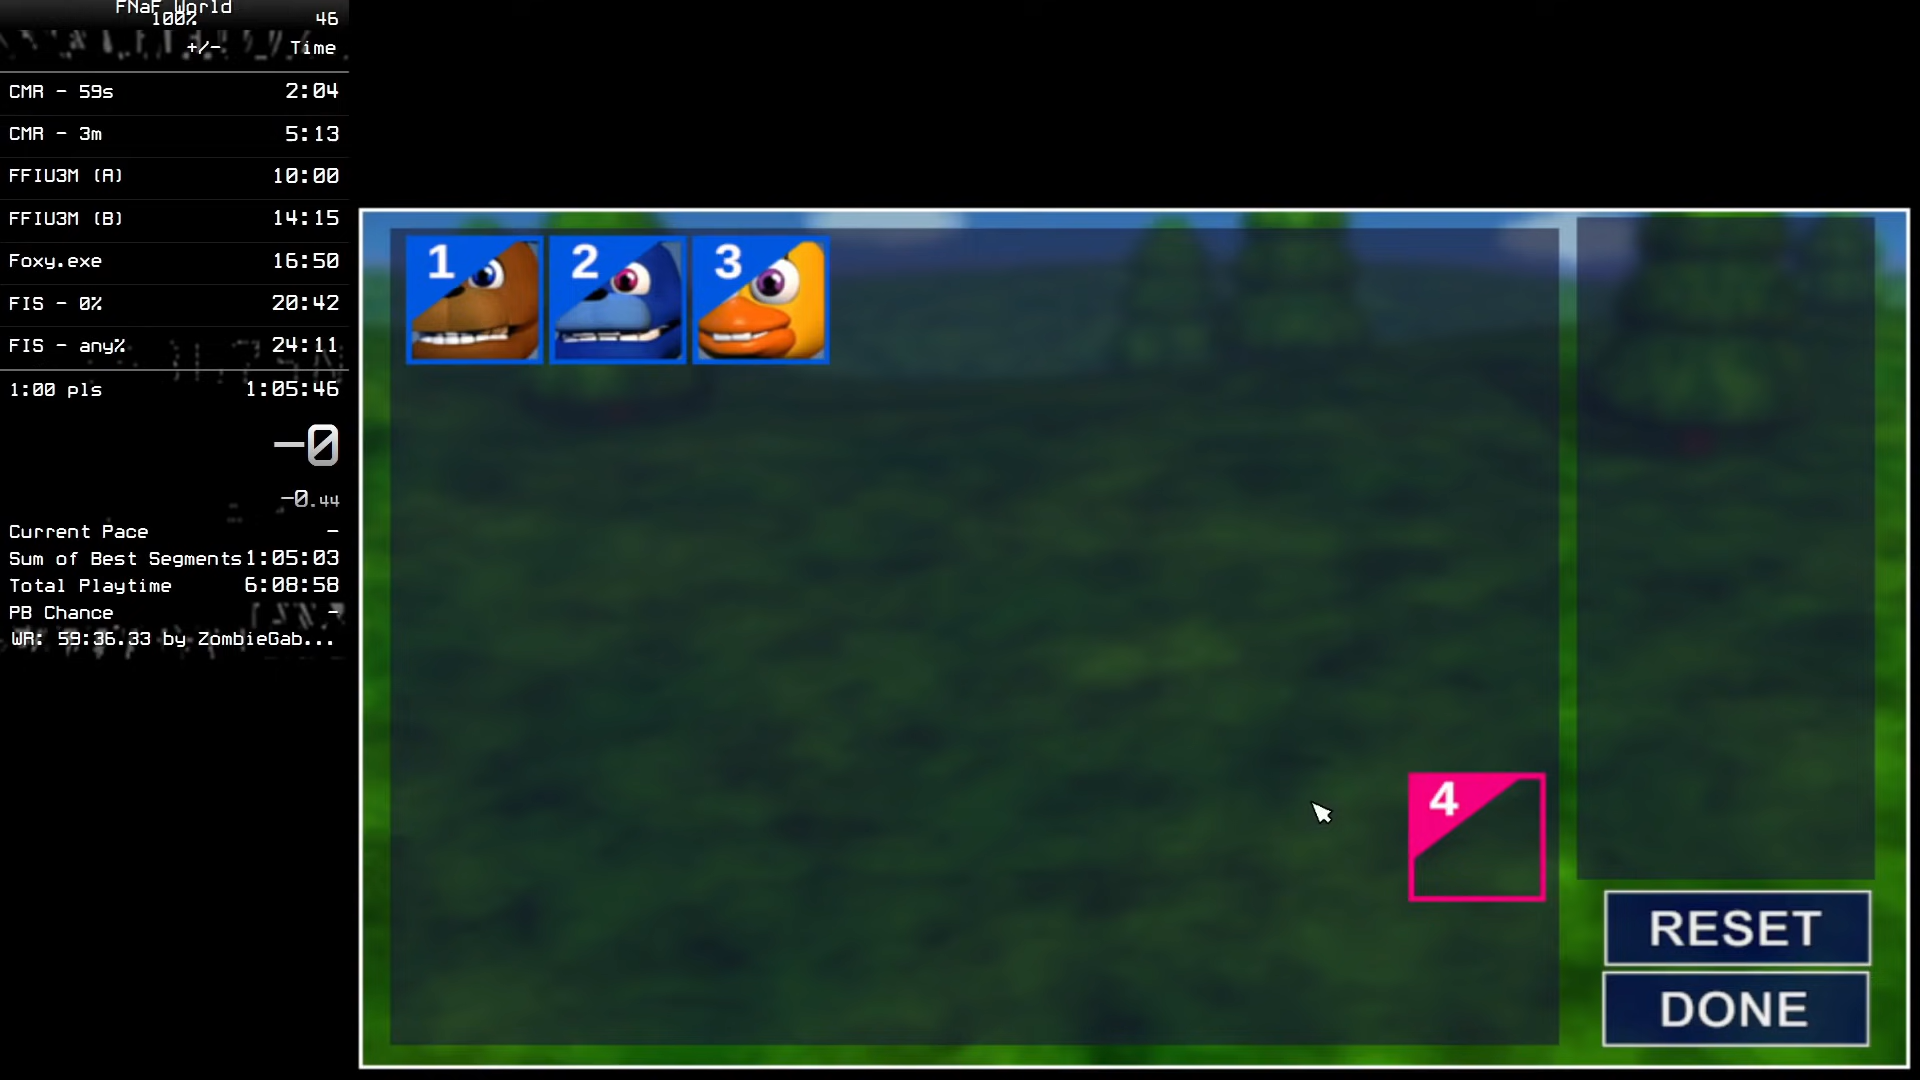 FNaF World
100% 46
+/- Time
CMR - 59s 2:04
CMR - 3m 5:13
FFIU3M (A) 10:00
FFIU3M (B) 14:15
Foxy.exe 16:50
FIS - 0% 20:42
FIS - any% 24:11
1:00 pls 1:05:46
-0
-0.44
Current Pace -
Sum of Best Segments 1:05:03
Total Playtime 6:08:58
PB Chance -
WR: 59:36.33 by ZombieGab...
1 2 3
4
RESET
DONE